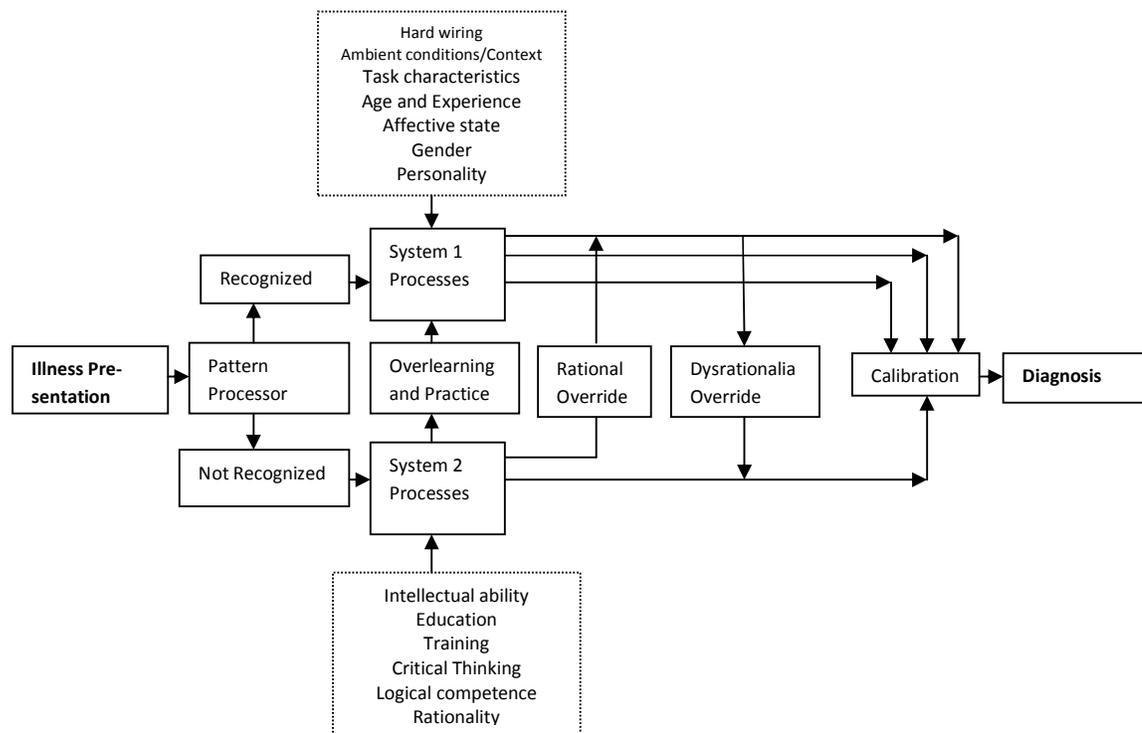 Hard wiring
Ambient conditions/Context
Task characteristics
Age and Experience
Affective state
Gender
Personality
System 1
Processes
Recognized
Illness Pre-
sentation
Pattern
Processor
Overlearning
and Practice
Rational
Override
Dysrationalia
Override
Calibration
Diagnosis
Not Recognized
System 2
Processes
Intellectual ability
Education
Training
Critical Thinking
Logical competence
Rationality